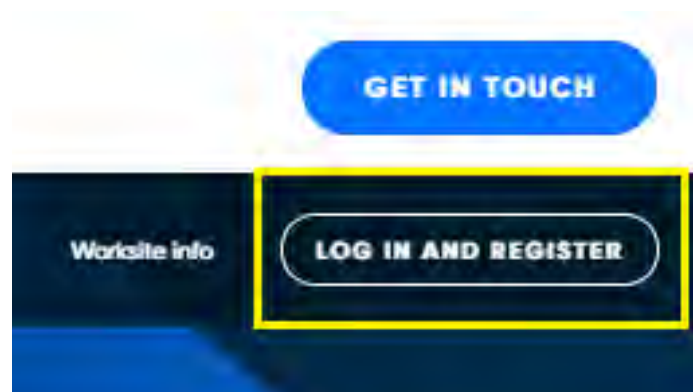 GET IN TOUCH
Worksite info
LOG IN AND REGISTER